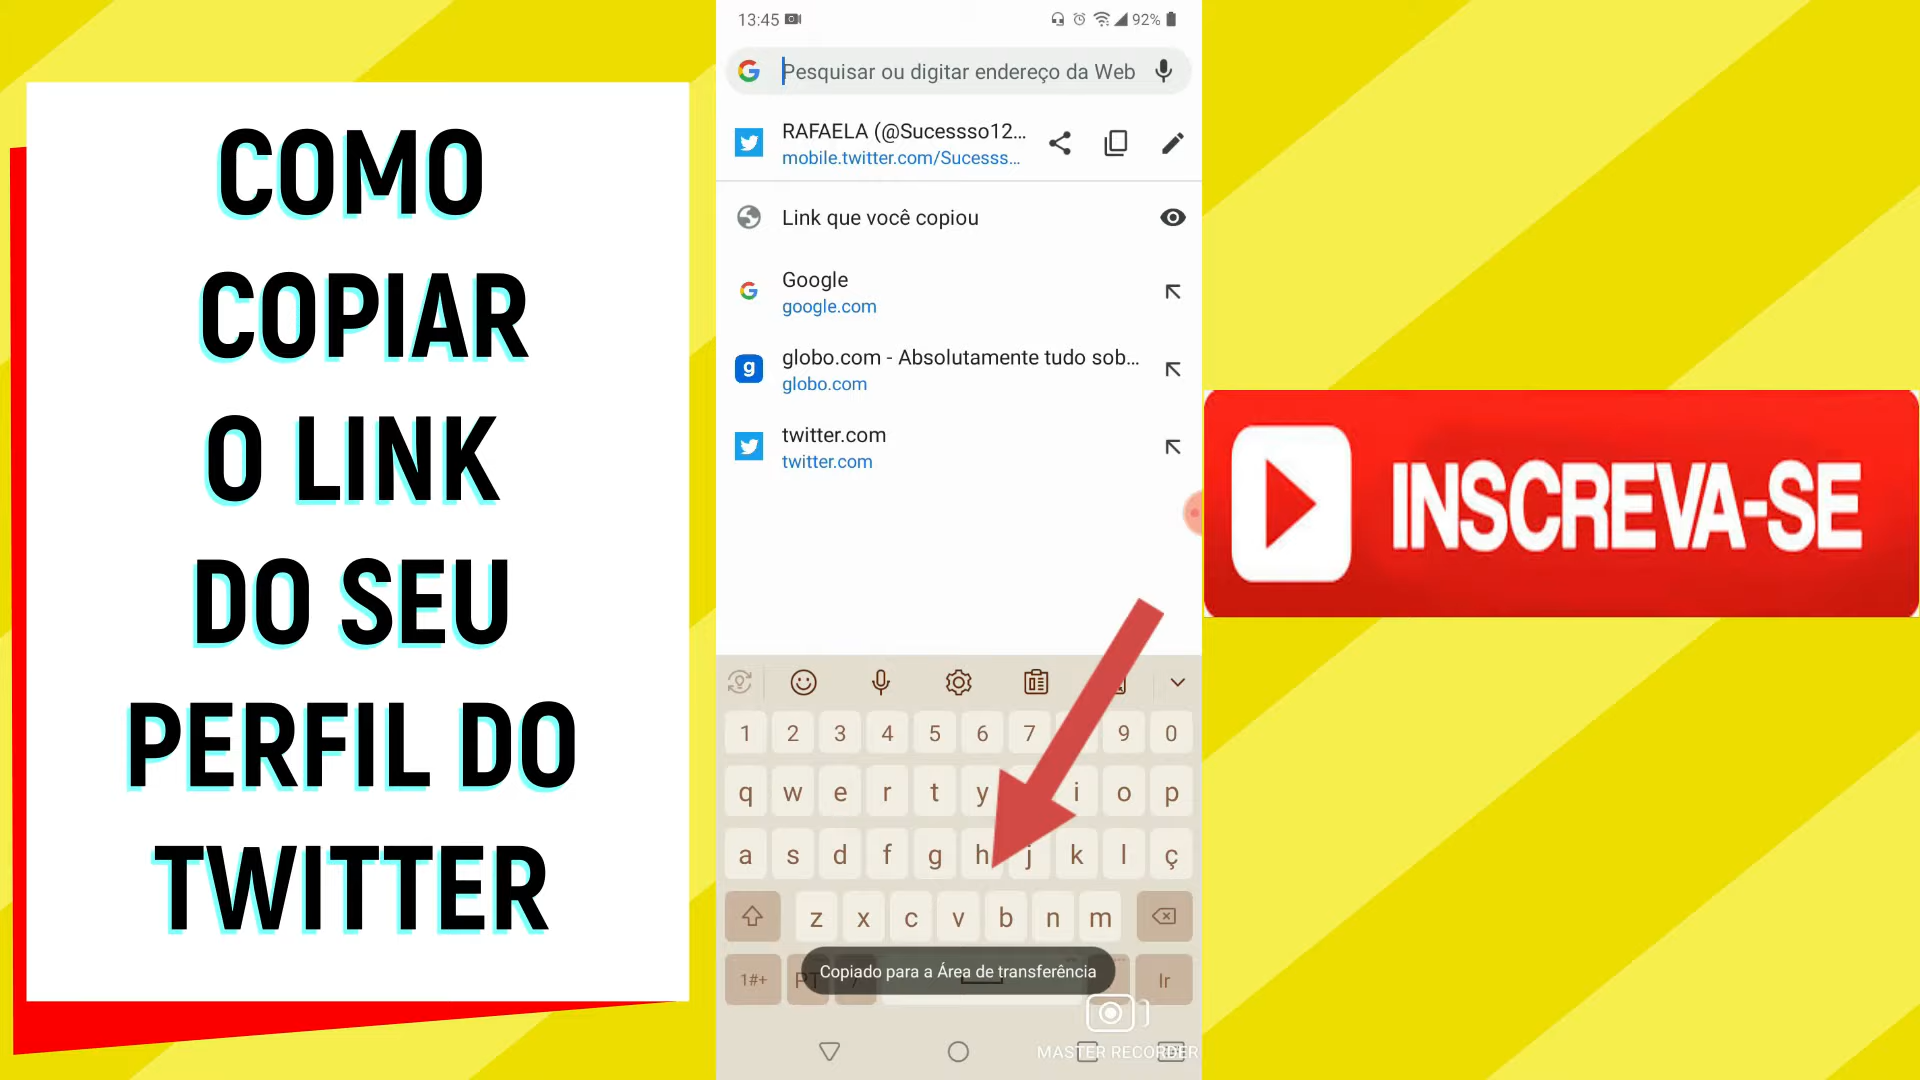 COMO
COPIAR
O LINK
DO SEU
PERFIL DO
TWITTER
13:45
92%
Pesquisar ou digitar endereço da Web
RAFAELA (@Sucessso12...
mobile.twitter.com/Sucesss...
Link que você copiou
Google
google.com
globo.com - Absolutamente tudo sob...
globo.com
twitter.com
twitter.com
INSCREVA-SE
1 2 3 4 5 6 7 9 0
q w e r t y i o p
a s d f g h j k l ç
z x c v b n m
1#+ PT / Ir
Copiado para a Área de transferência
MASTER RECORDER